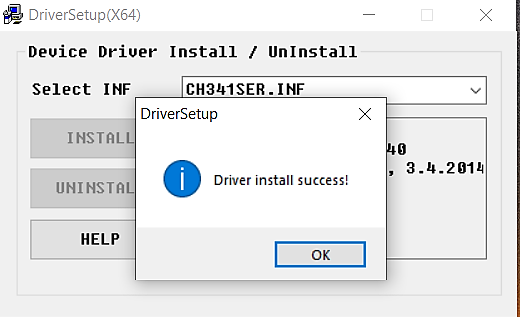 DriverSetup(X64)
Device Driver Install / UnInstall
Select INF
CH341SER.INF
DriverSetup
INSTALL
40
, 3.4.2014
Driver install success!
HELP
OK